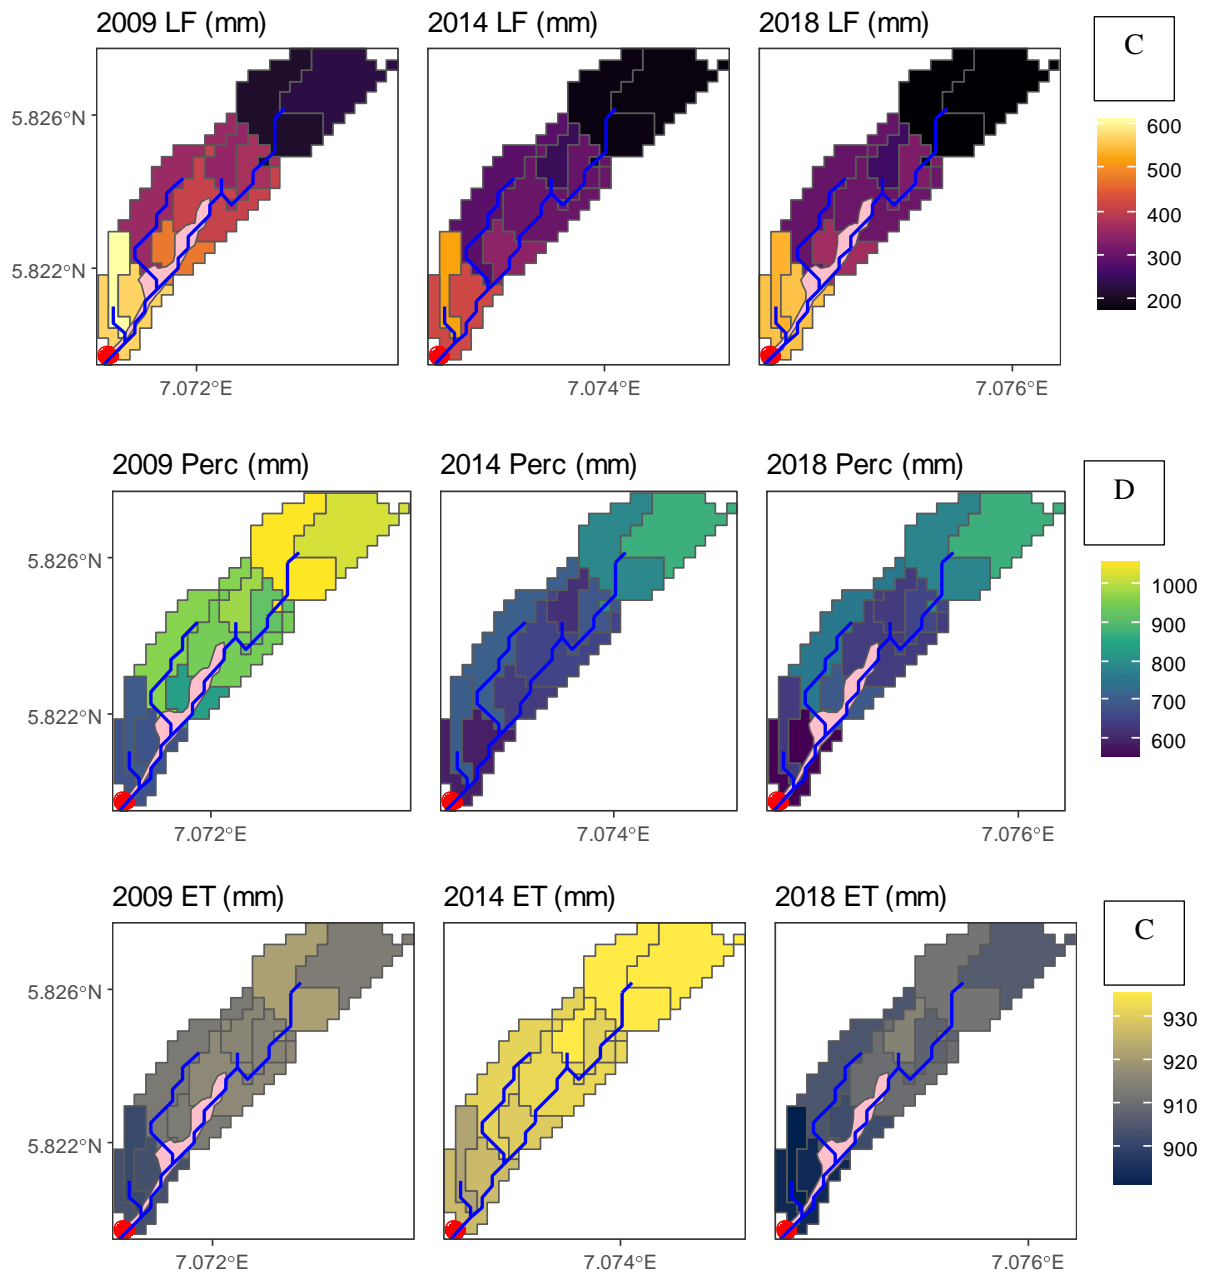 2009 LF (mm)
2014 LF (mm)
2018 LF (mm)
C
5.826°N
5.822°N
600
500
400
300
200
7.072°E
7.074°E
7.076°E
2009 Perc (mm)
2014 Perc (mm)
2018 Perc (mm)
D
5.826°N
5.822°N
1000
900
800
700
600
7.072°E
7.074°E
7.076°E
2009 ET (mm)
2014 ET (mm)
2018 ET (mm)
C
5.826°N
5.822°N
930
920
910
900
7.072°E
7.074°E
7.076°E